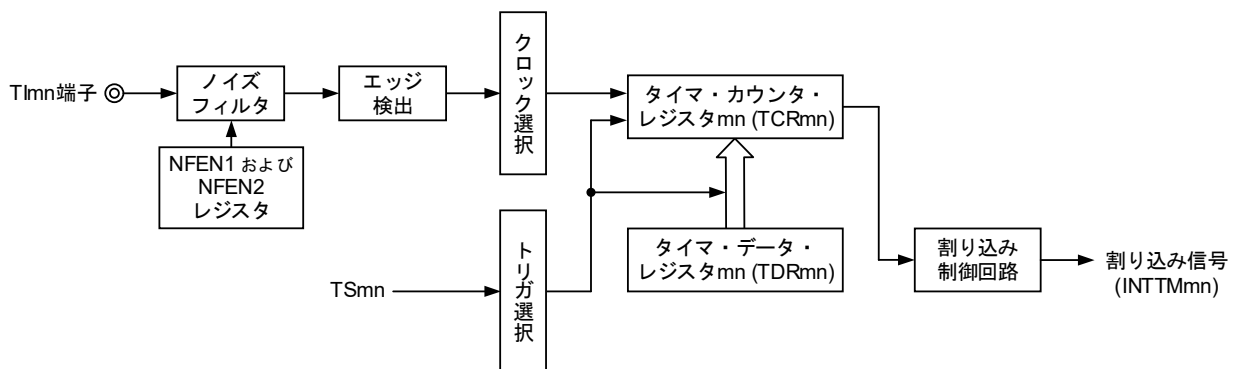 TImn端子
ノイズ
フィルタ
NFEN1 および
NFEN2
レジスタ
エッジ
検出
クロック選択
タイマ・カウンタ・
レジスタmn (TCRmn)
TSmn
トリガ選択
タイマ・データ・
レジスタmn (TDRmn)
割り込み
制御回路
割り込み信号
(INTTMmn)